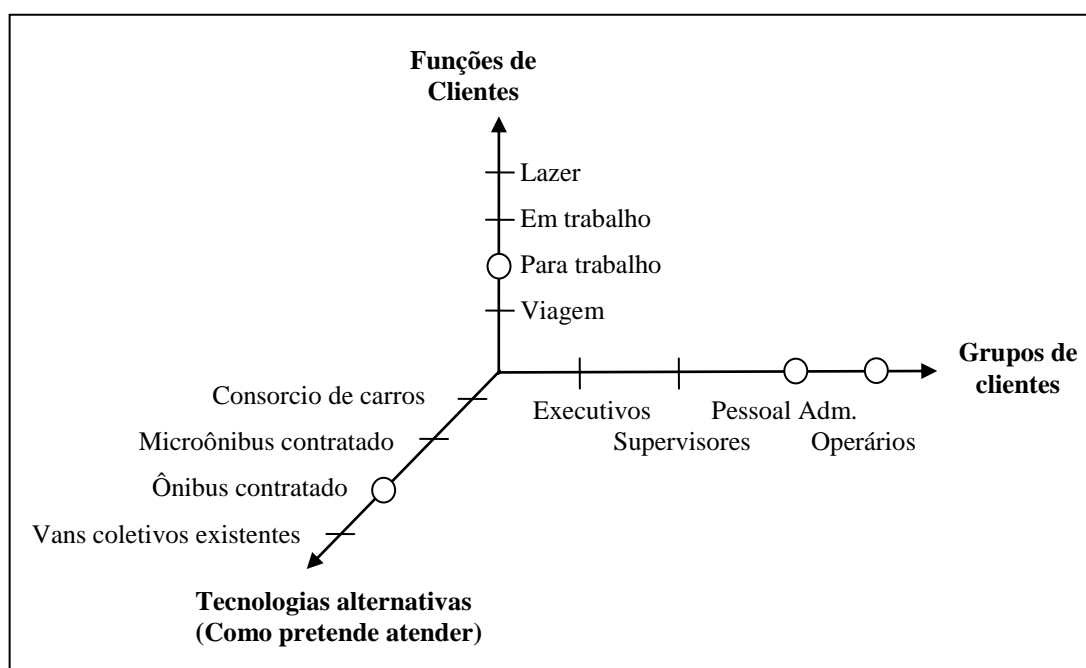 Funções de
Clientes
Lazer
Em trabalho
Para trabalho
Viagem
Grupos de
clientes
Consorcio de carros
Executivos
Pessoal Adm.
Microônibus contratado
Supervisores
Operários
Ônibus contratado
Vans coletivos existentes
Tecnologias alternativas
(Como pretende atender)